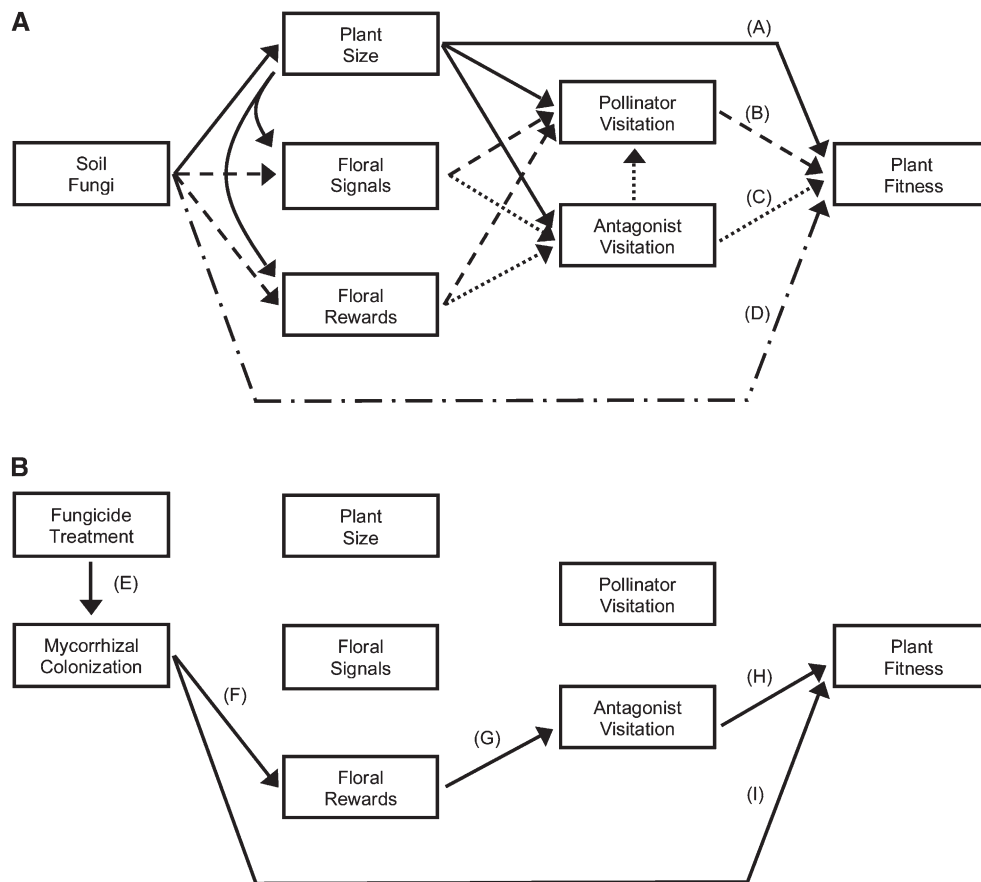 A
Plant
Size
(A)
Pollinator
Visitation
(B)
Soil
Fungi
Floral
Signals
Plant
Fitness
Antagonist
Visitation
(C)
Floral
Rewards
(D)
B
Fungicide
Treatment
Plant
Size
(E)
Pollinator
Visitation
Mycorrhizal
Colonization
Floral
Signals
Plant
Fitness
(F)
Antagonist
Visitation
(H)
(G)
Floral
Rewards
(I)